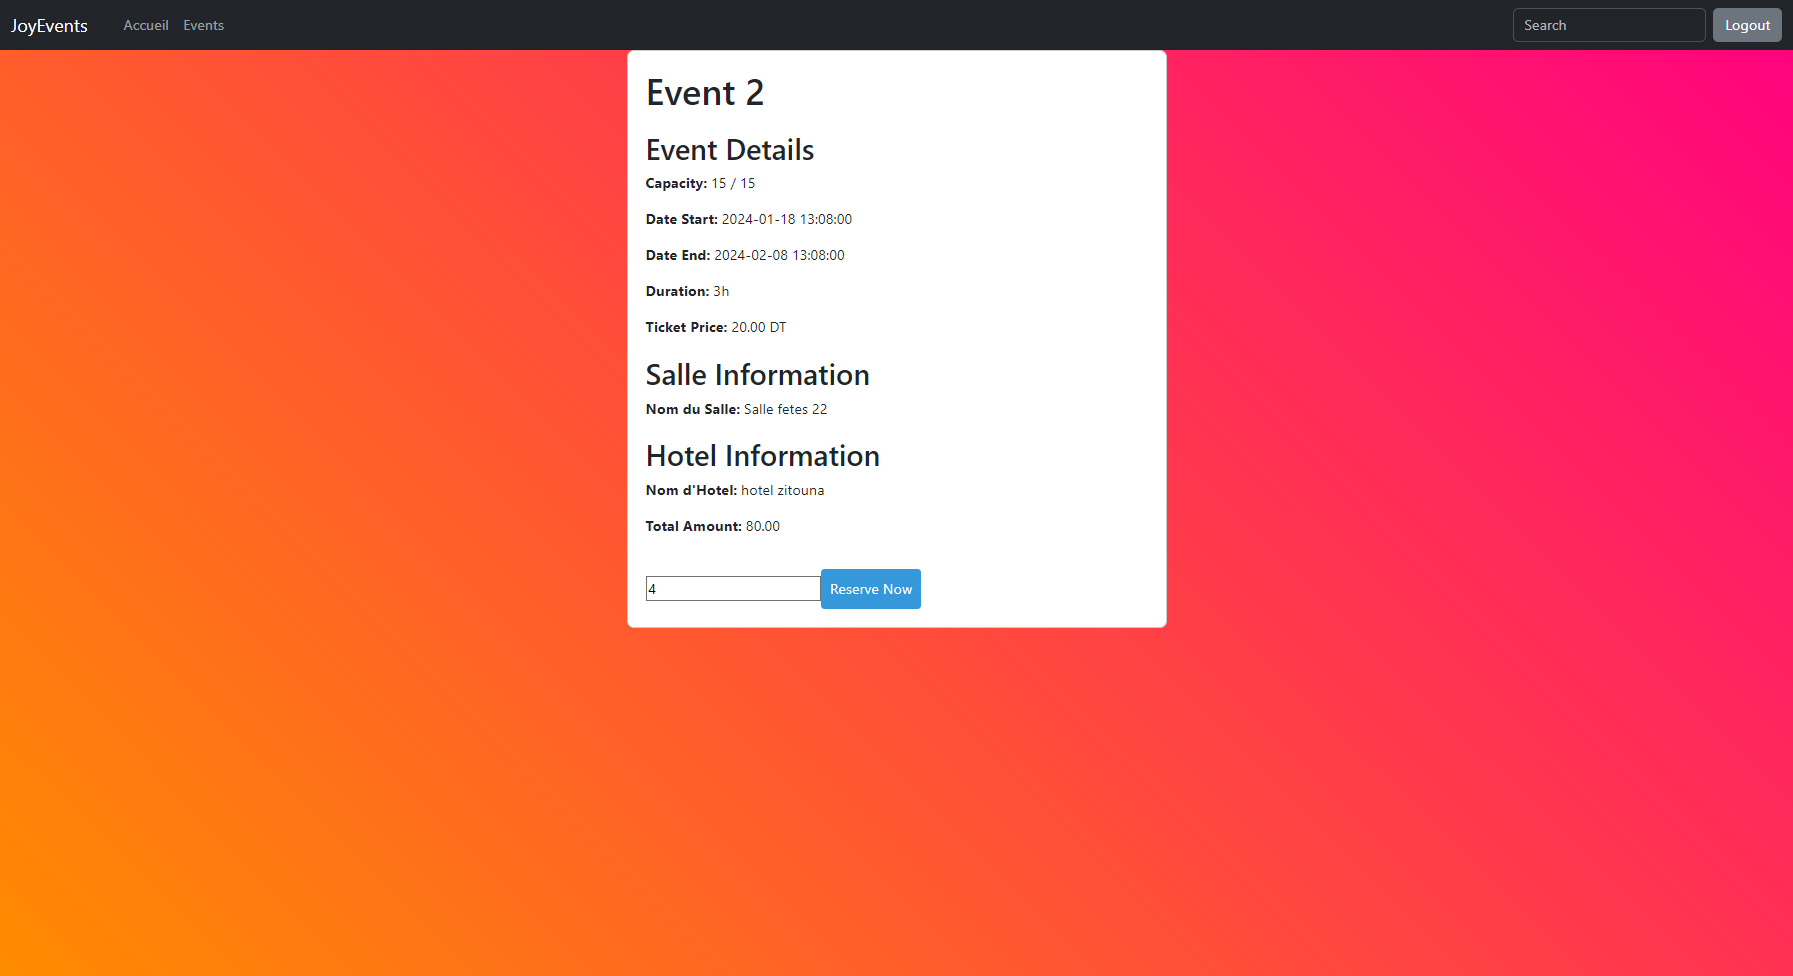 JoyEvents Accueil Events Search Logout
Event 2
Event Details
Capacity: 15 / 15
Date Start: 2024-01-18 13:08:00
Date End: 2024-02-08 13:08:00
Duration: 3h
Ticket Price: 20.00 DT
Salle Information
Nom du Salle: Salle fetes 22
Hotel Information
Nom d'Hotel: hotel zitouna
Total Amount: 80.00
4 Reserve Now